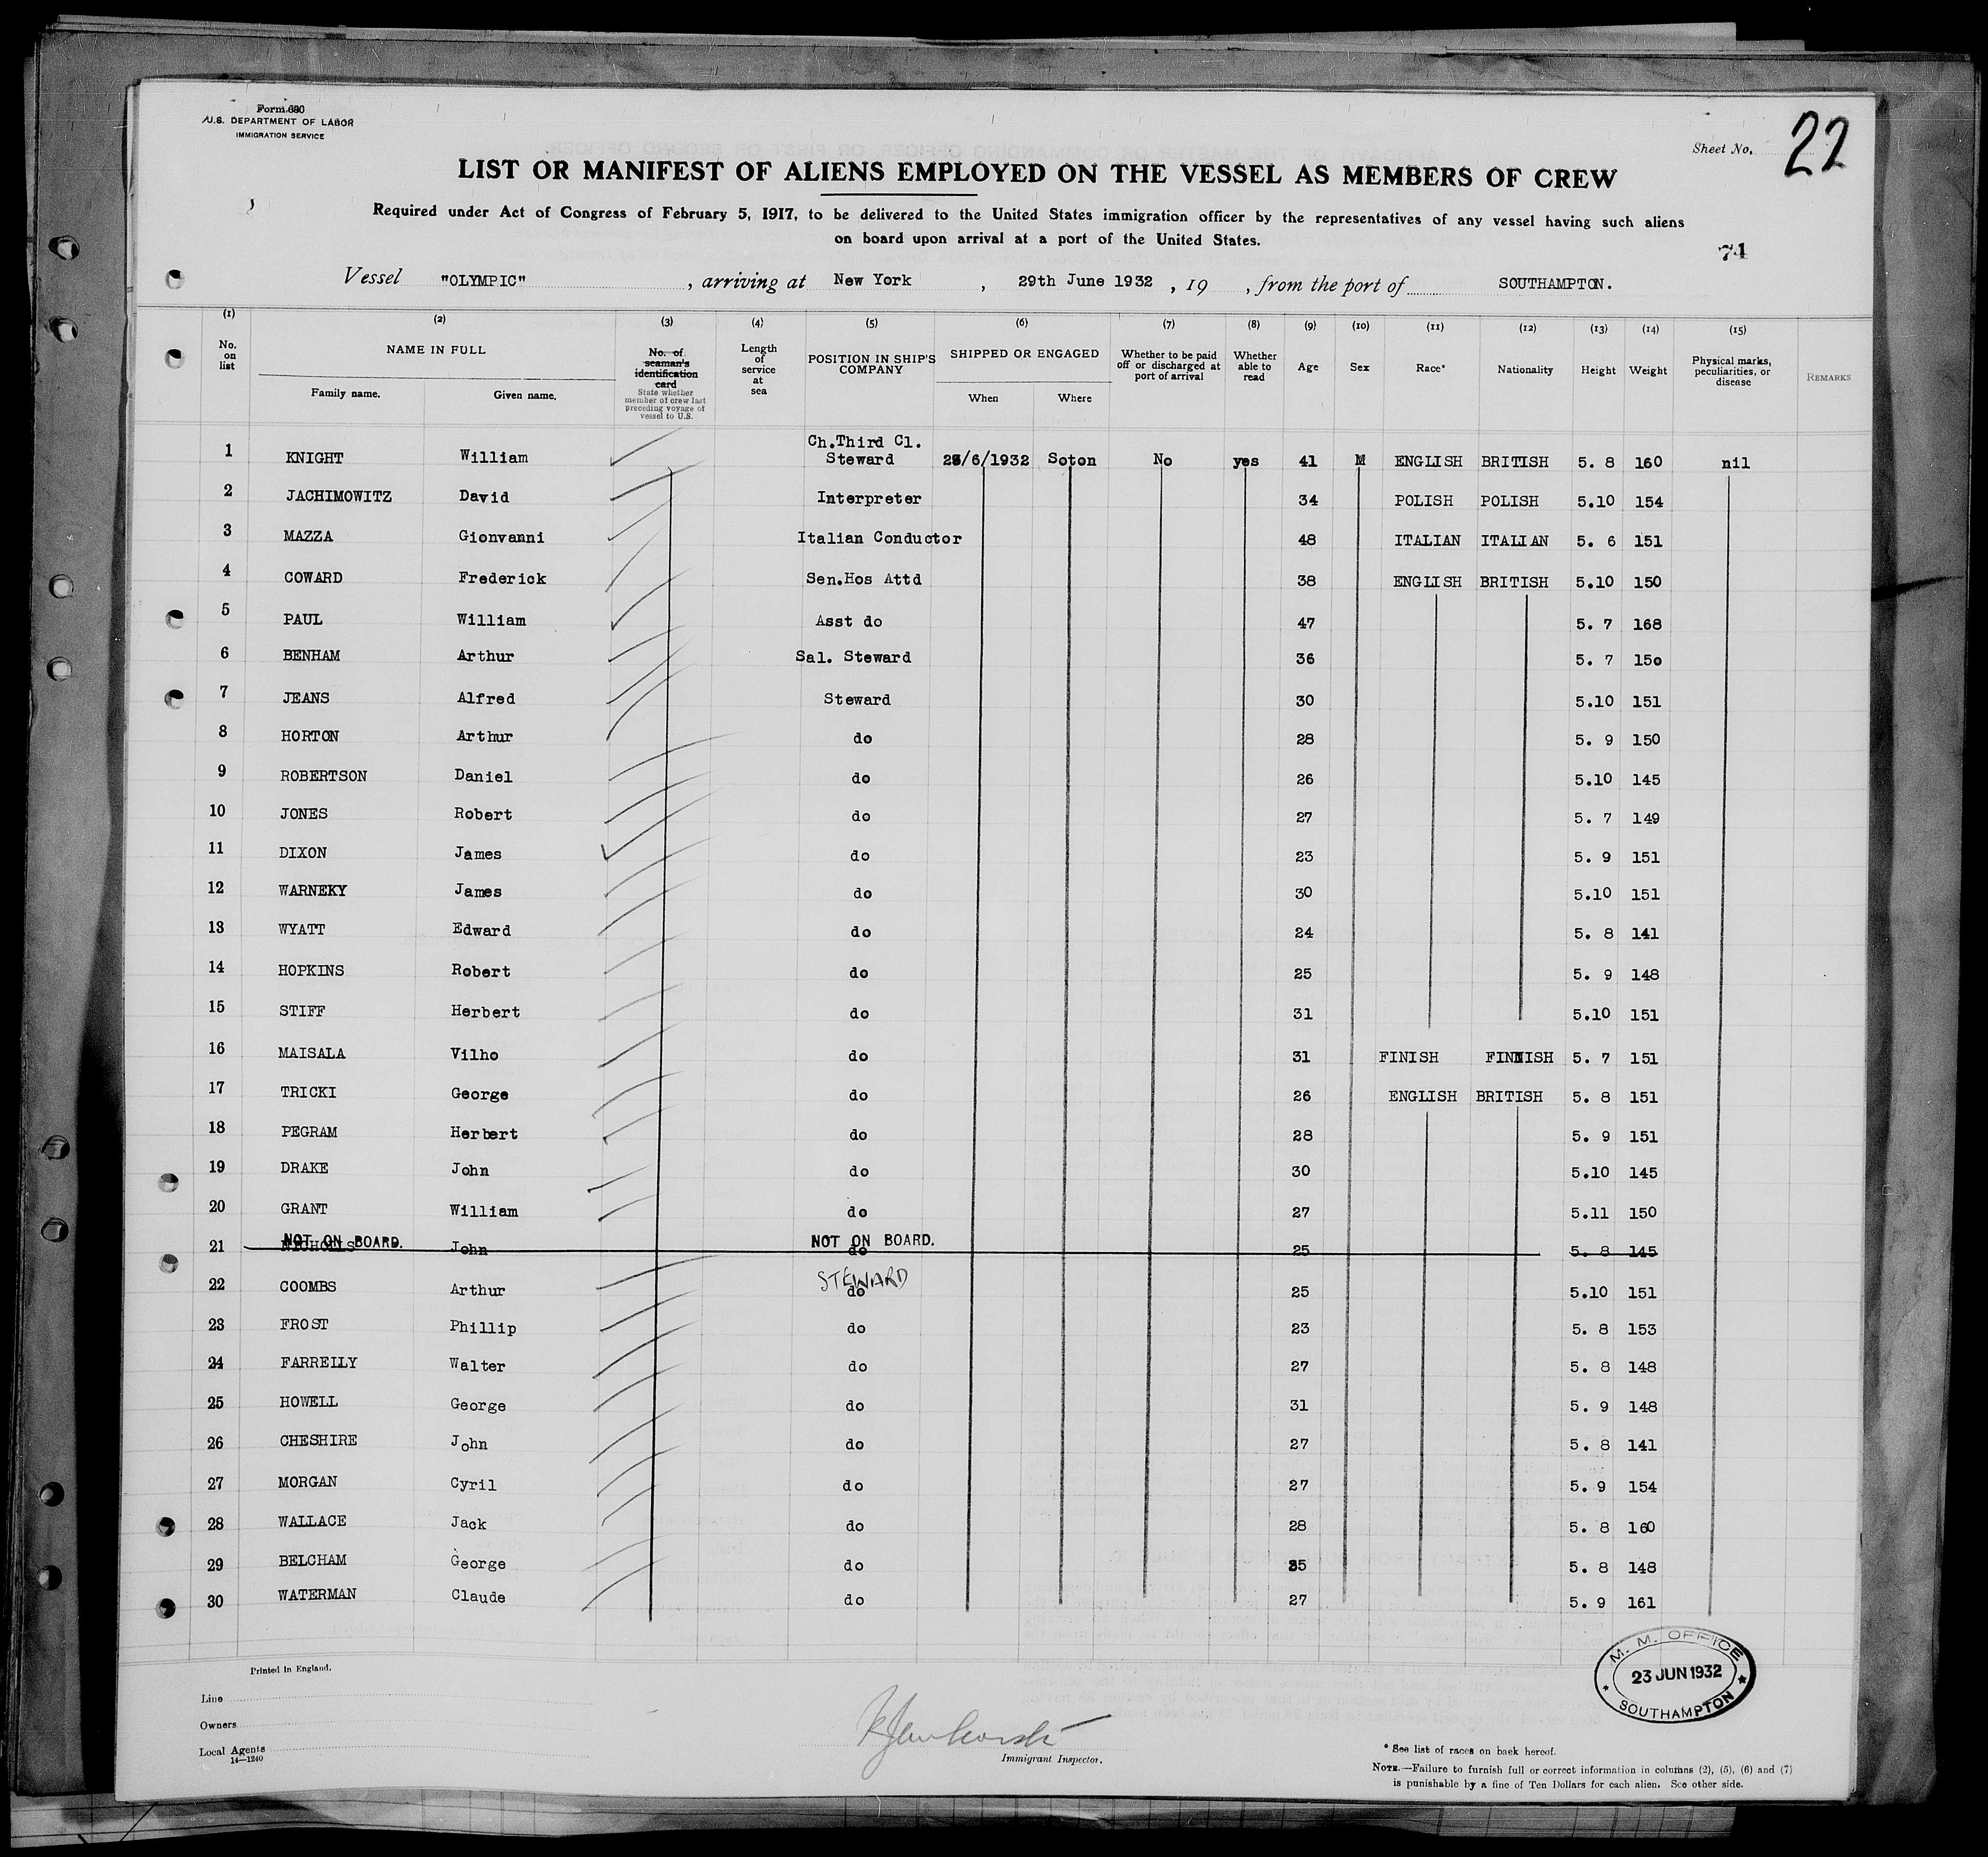 Form 680
U.S. DEPARTMENT OF LABOR
IMMIGRATION SERVICE
Sheet No. 22
LIST OR MANIFEST OF ALIENS EMPLOYED ON THE VESSEL AS MEMBERS OF CREW
Required under Act of Congress of February 5, 1917, to be delivered to the United States immigration officer by the representatives of any vessel having such aliens
on board upon arrival at a port of the United States.
74
Vessel "OLYMPIC" , arriving at New York , 29th June 1932 , 19 , from the port of SOUTHAMPTON.
(1) (2) (3) (4) (5) (6) (7) (8) (9) (10) (11) (12) (13) (14) (15)
No. on list
NAME IN FULL
Family name. Given name.
No. of seaman's identification card
State whether member of crew last preceding voyage of vessel to U.S.
Length of service at sea
POSITION IN SHIP'S COMPANY
SHIPPED OR ENGAGED
When Where
Whether to be paid off or discharged at port of arrival
Whether able to read
Age
Sex
Race*
Nationality
Height
Weight
Physical marks, peculiarities, or disease
REMARKS
1 KNIGHT William Ch.Third Cl. Steward /6/1932 Soton No yes 41 M ENGLISH BRITISH 5. 8 160 nil
2 JACHIMOWITZ David Interpreter 34 POLISH POLISH 5.10 154
3 MAZZA Gionvanni Italian Conductor 48 ITALIAN ITALIAN 5. 6 151
4 COWARD Frederick Sen.Hos Attd 38 ENGLISH BRITISH 5.10 150
5 PAUL William Asst do 47 5. 7 168
6 BENHAM Arthur Sal. Steward 36 5. 7 150
7 JEANS Alfred Steward 30 5.10 151
8 HORTON Arthur do 28 5. 9 150
9 ROBERTSON Daniel do 26 5.10 145
10 JONES Robert do 27 5. 7 149
11 DIXON James do 23 5. 9 151
12 WARNEKY James do 30 5.10 151
13 WYATT Edward do 24 5. 8 141
14 HOPKINS Robert do 25 5. 9 148
15 STIFF Herbert do 31 5.10 151
16 MAISALA Vilho do 31 FINISH FINNISH 5. 7 151
17 TRICKI George do 26 ENGLISH BRITISH 5. 8 151
18 PEGRAM Herbert do 28 5. 9 151
19 DRAKE John do 30 5.10 145
20 GRANT William do 27 5.11 150
21 NICHOLLS NOT ON BOARD. John do NOT ON BOARD. 25 5. 8 145
22 COOMBS Arthur STEWARD do 25 5.10 151
23 FROST Phillip do 23 5. 8 153
24 FARRELLY Walter do 27 5. 8 148
25 HOWELL George do 31 5. 9 148
26 CHESHIRE John do 27 5. 8 141
27 MORGAN Cyril do 27 5. 9 154
28 WALLACE Jack do 28 5. 8 160
29 BELCHAM George do 5. 8 148
30 WATERMAN Claude do 27 5. 9 161
Printed in England.
M. M. OFFICE
23 JUN 1932
SOUTHAMPTON
Line
Owners
Local Agents
14—1240
Immigrant Inspector.
* See list of races on back hereof.
NOTE.—Failure to furnish full or correct information in columns (2), (5), (6) and (7)
is punishable by a fine of Ten Dollars for each alien. See other side.